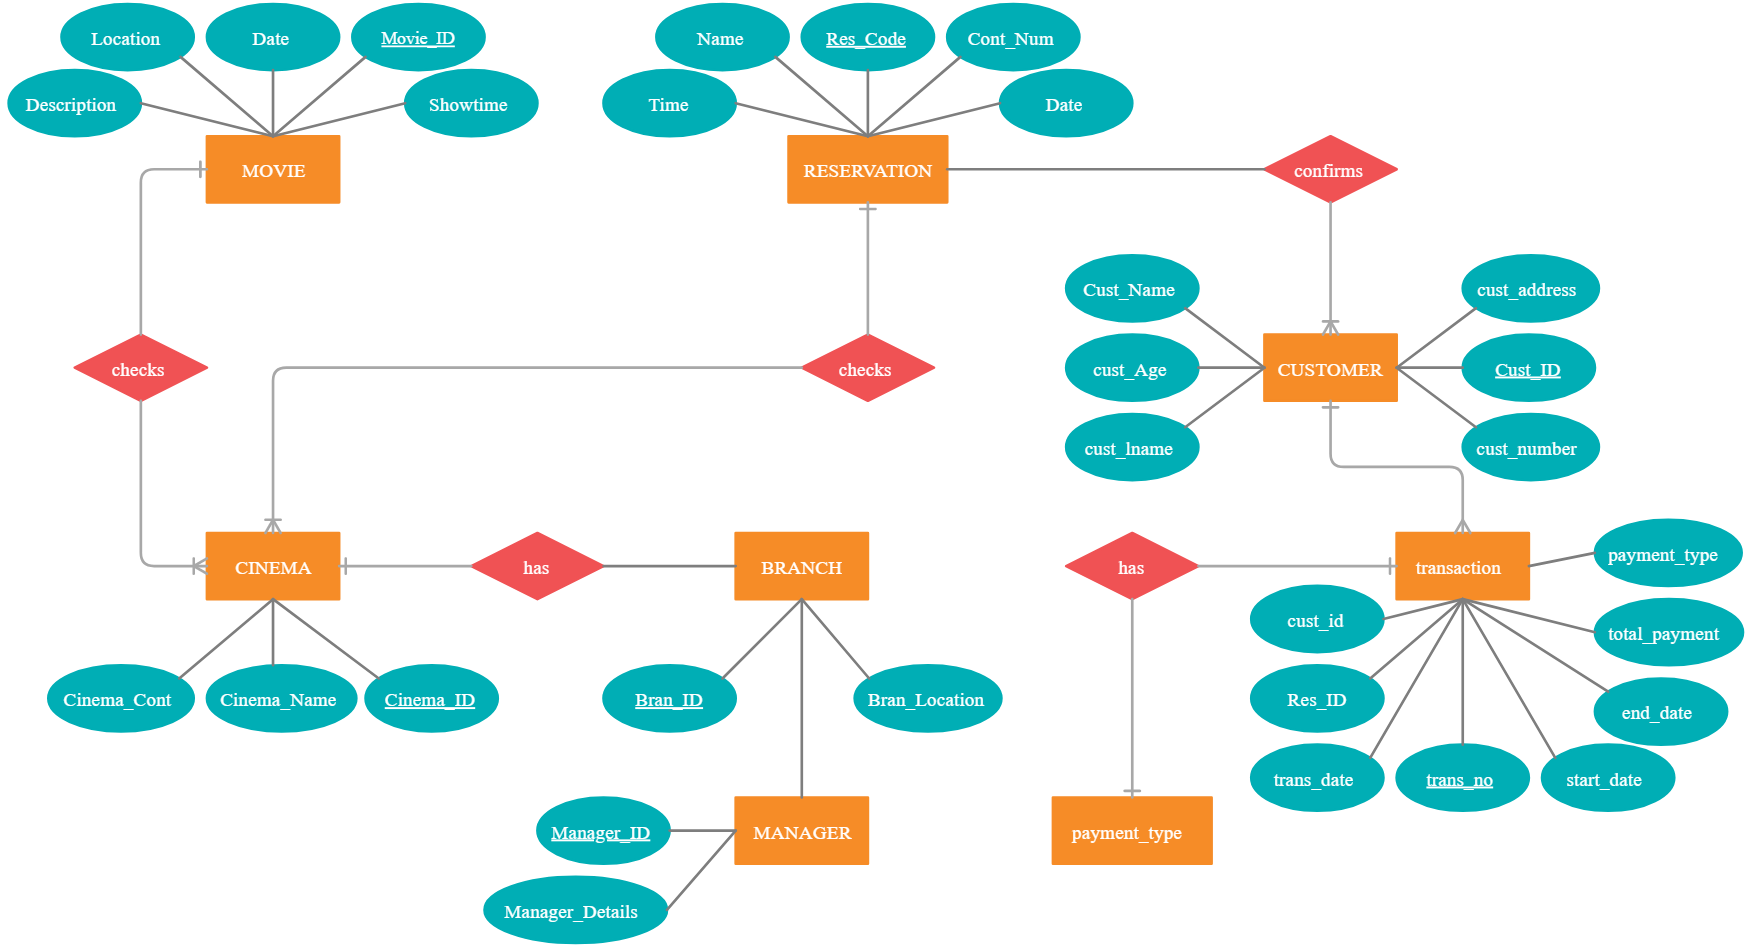 Location
Date
Movie_ID
Name
Res_Code
Cont_Num
Description
Showtime
Time
Date
MOVIE
RESERVATION
confirms
Cust_Name
cust_address
checks
checks
cust_Age
CUSTOMER
Cust_ID
cust_lname
cust_number
payment_type
CINEMA
has
BRANCH
has
transaction
cust_id
total_payment
Cinema_Cont
Cinema_Name
Cinema_ID
Bran_ID
Bran_Location
Res_ID
end_date
trans_date
trans_no
start_date
Manager_ID
MANAGER
payment_type
Manager_Details